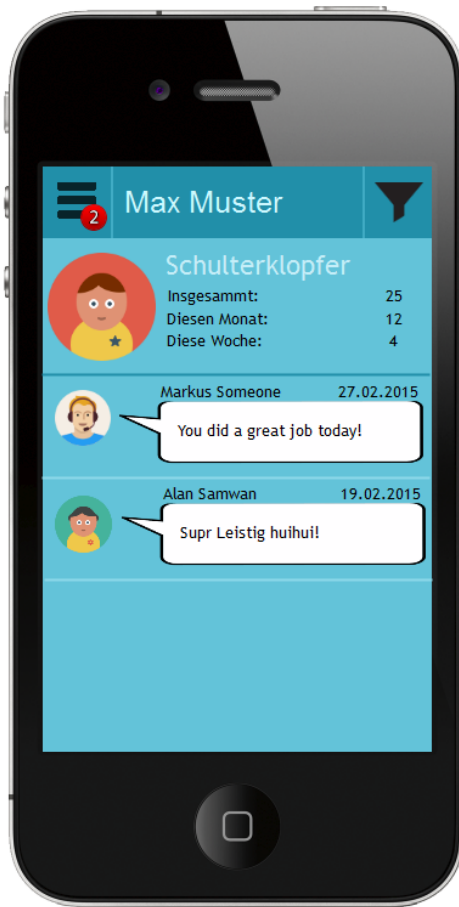 2
Max Muster
Schulterklopfer
Insgesammt: 25
Diesen Monat: 12
Diese Woche: 4
Markus Someone 27.02.2015
You did a great job today!
Alan Samwan 19.02.2015
Supr Leistig huihui!